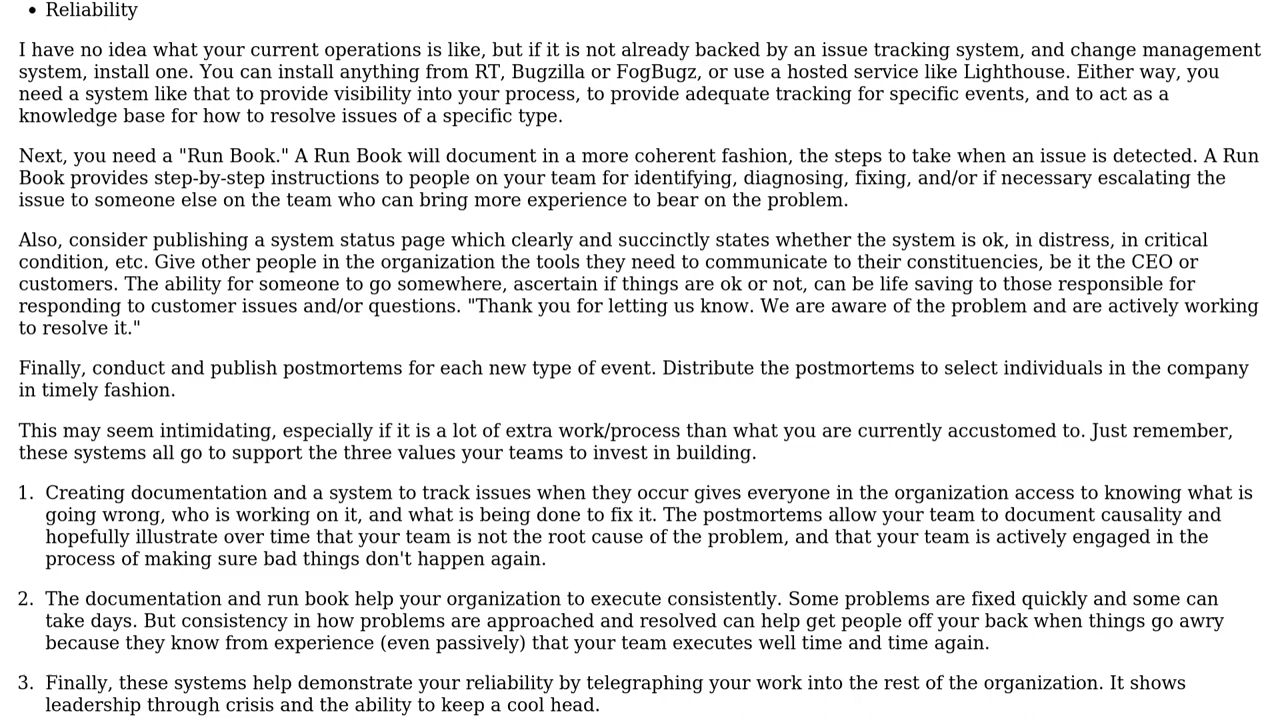 • Reliability
I have no idea what your current operations is like, but if it is not already backed by an issue tracking system, and change management
system, install one. You can install anything from RT, Bugzilla or FogBugz, or use a hosted service like Lighthouse. Either way, you
need a system like that to provide visibility into your process, to provide adequate tracking for specific events, and to act as a
knowledge base for how to resolve issues of a specific type.
Next, you need a "Run Book." A Run Book will document in a more coherent fashion, the steps to take when an issue is detected. A Run
Book provides step-by-step instructions to people on your team for identifying, diagnosing, fixing, and/or if necessary escalating the
issue to someone else on the team who can bring more experience to bear on the problem.
Also, consider publishing a system status page which clearly and succinctly states whether the system is ok, in distress, in critical
condition, etc. Give other people in the organization the tools they need to communicate to their constituencies, be it the CEO or
customers. The ability for someone to go somewhere, ascertain if things are ok or not, can be life saving to those responsible for
responding to customer issues and/or questions. "Thank you for letting us know. We are aware of the problem and are actively working
to resolve it."
Finally, conduct and publish postmortems for each new type of event. Distribute the postmortems to select individuals in the company
in timely fashion.
This may seem intimidating, especially if it is a lot of extra work/process than what you are currently accustomed to. Just remember,
these systems all go to support the three values your teams to invest in building.
1. Creating documentation and a system to track issues when they occur gives everyone in the organization access to knowing what is
going wrong, who is working on it, and what is being done to fix it. The postmortems allow your team to document causality and
hopefully illustrate over time that your team is not the root cause of the problem, and that your team is actively engaged in the
process of making sure bad things don't happen again.
2. The documentation and run book help your organization to execute consistently. Some problems are fixed quickly and some can
take days. But consistency in how problems are approached and resolved can help get people off your back when things go awry
because they know from experience (even passively) that your team executes well time and time again.
3. Finally, these systems help demonstrate your reliability by telegraphing your work into the rest of the organization. It shows
leadership through crisis and the ability to keep a cool head.